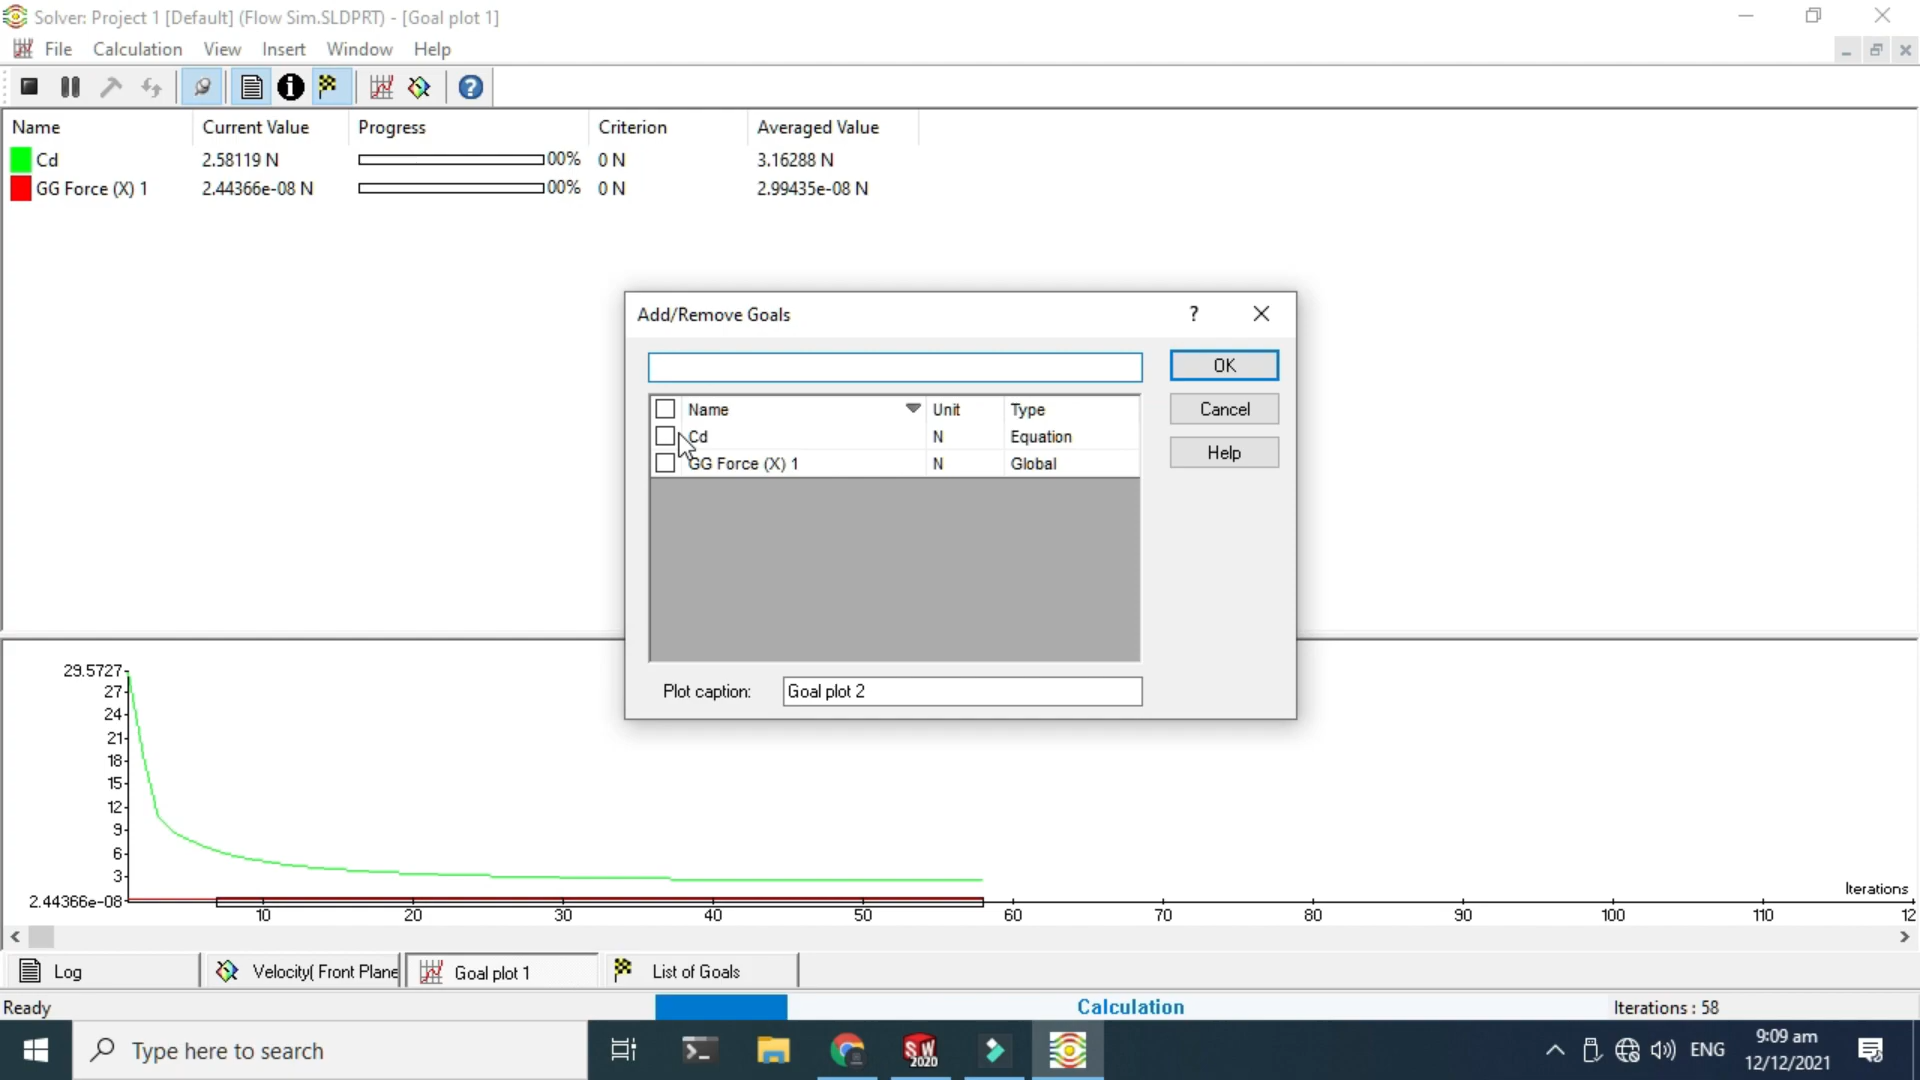 Solver: Project 1 [Default] (Flow Sim.SLDPRT) - [Goal plot 1]
File Calculation View Insert Window Help
Name Current Value Progress Criterion Averaged Value
Cd 2.58119 N 00% 0 N 3.16288 N
GG Force (X) 1 2.44366e-08 N 00% 0 N 2.99435e-08 N
Add/Remove Goals ?
OK
Name Unit Type
Cancel
Cd N Equation
Help
GG Force (X) 1 N Global
Plot caption: Goal plot 2
29.5727
27
24
21
18
15
12
9
6
3
Iterations
2.44366e-08
10 20 30 40 50 60 70 80 90 100 110 12
Log Velocity( Front Plane Goal plot 1 List of Goals
Ready Calculation Iterations : 58
Type here to search
SW 2020
ENG
9:09 am
12/12/2021